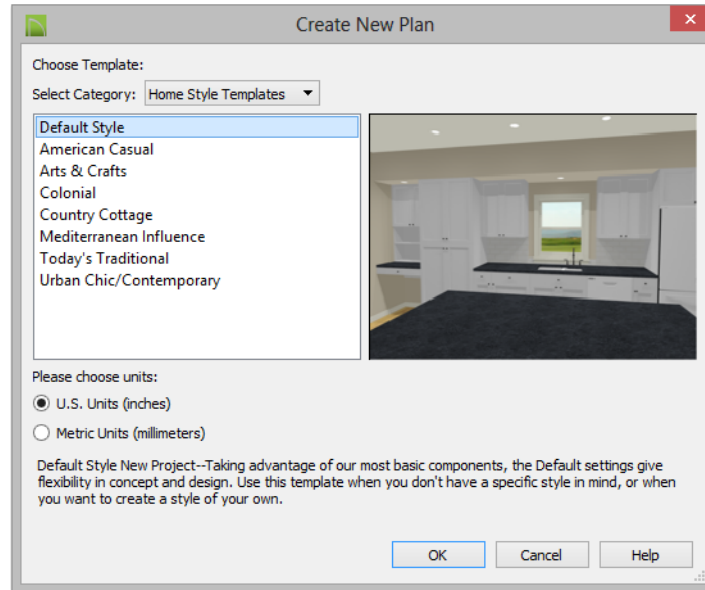 Create New Plan
Choose Template:
Select Category: Home Style Templates
Default Style
American Casual
Arts & Crafts
Colonial
Country Cottage
Mediterranean Influence
Today's Traditional
Urban Chic/Contemporary
Please choose units:
U.S. Units (inches)
Metric Units (millimeters)
Default Style New Project--Taking advantage of our most basic components, the Default settings give
flexibility in concept and design. Use this template when you don't have a specific style in mind, or when
you want to create a style of your own.
OK Cancel Help